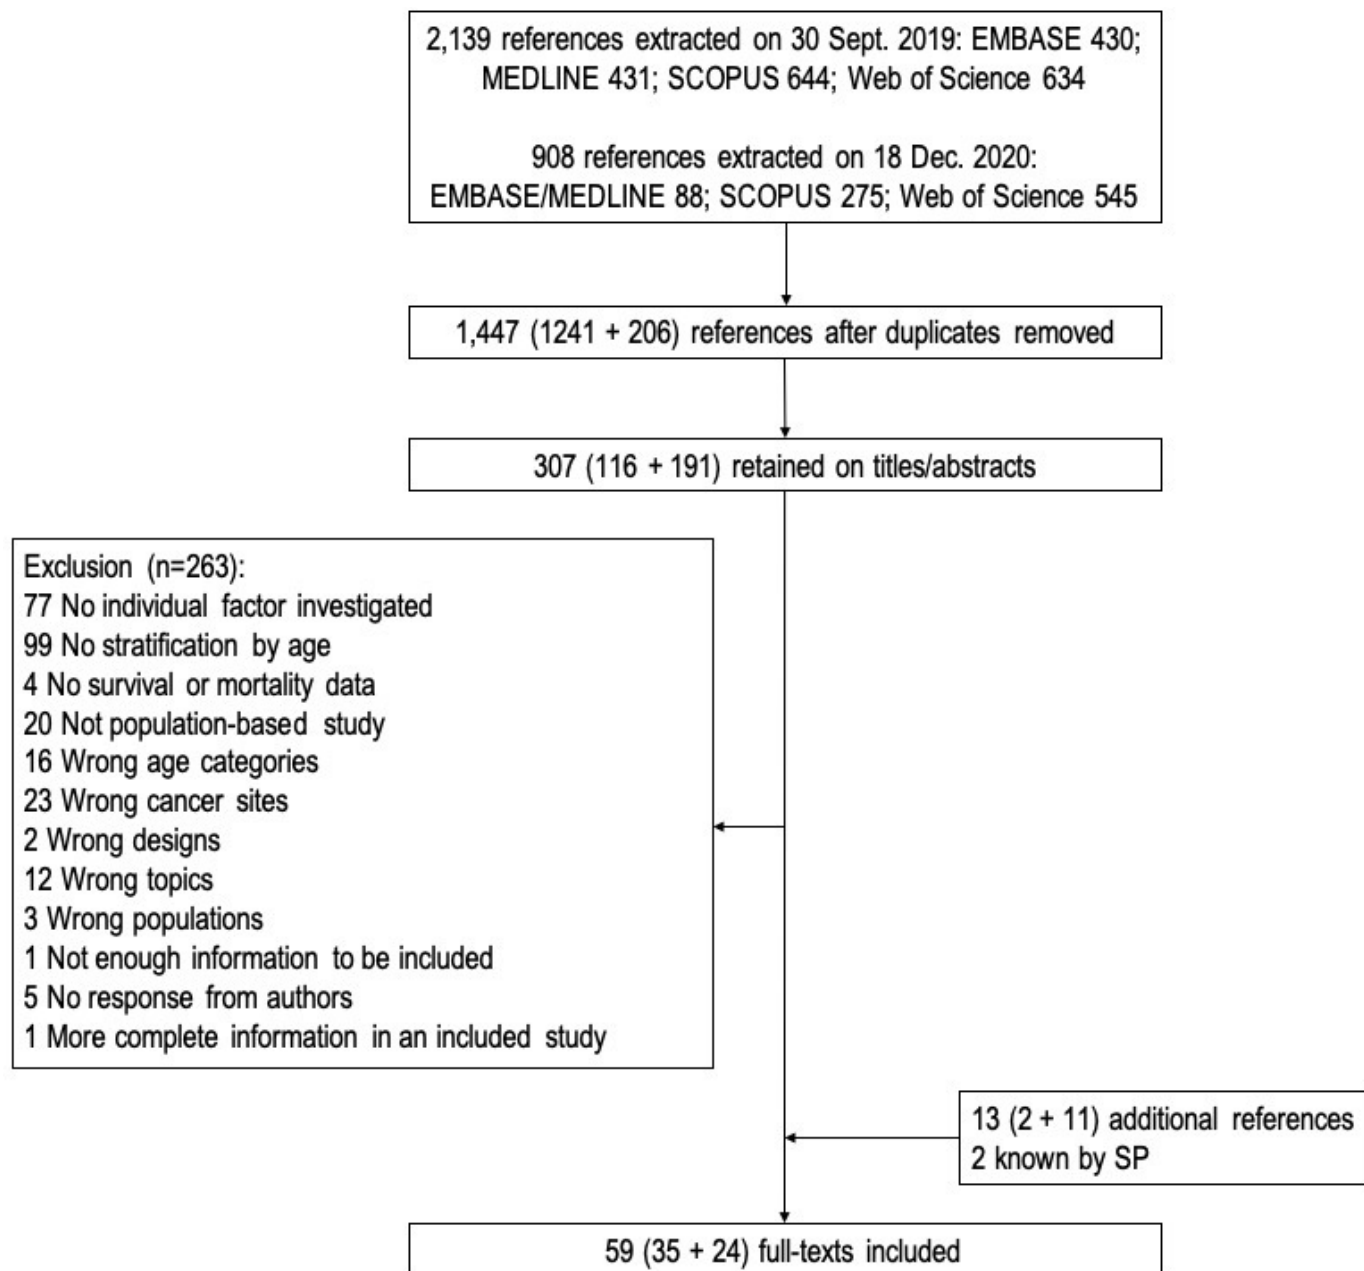 2,139 references extracted on 30 Sept. 2019: EMBASE 430;
MEDLINE 431; SCOPUS 644; Web of Science 634
908 references extracted on 18 Dec. 2020:
EMBASE/MEDLINE 88; SCOPUS 275; Web of Science 545
1,447 (1241 + 206) references after duplicates removed
307 (116 + 191) retained on titles/abstracts
Exclusion (n=263):
77 No individual factor investigated
99 No stratification by age
4 No survival or mortality data
20 Not population-based study
16 Wrong age categories
23 Wrong cancer sites
2 Wrong designs
12 Wrong topics
3 Wrong populations
1 Not enough information to be included
5 No response from authors
1 More complete information in an included study
13 (2 + 11) additional references
2 known by SP
59 (35 + 24) full-texts included